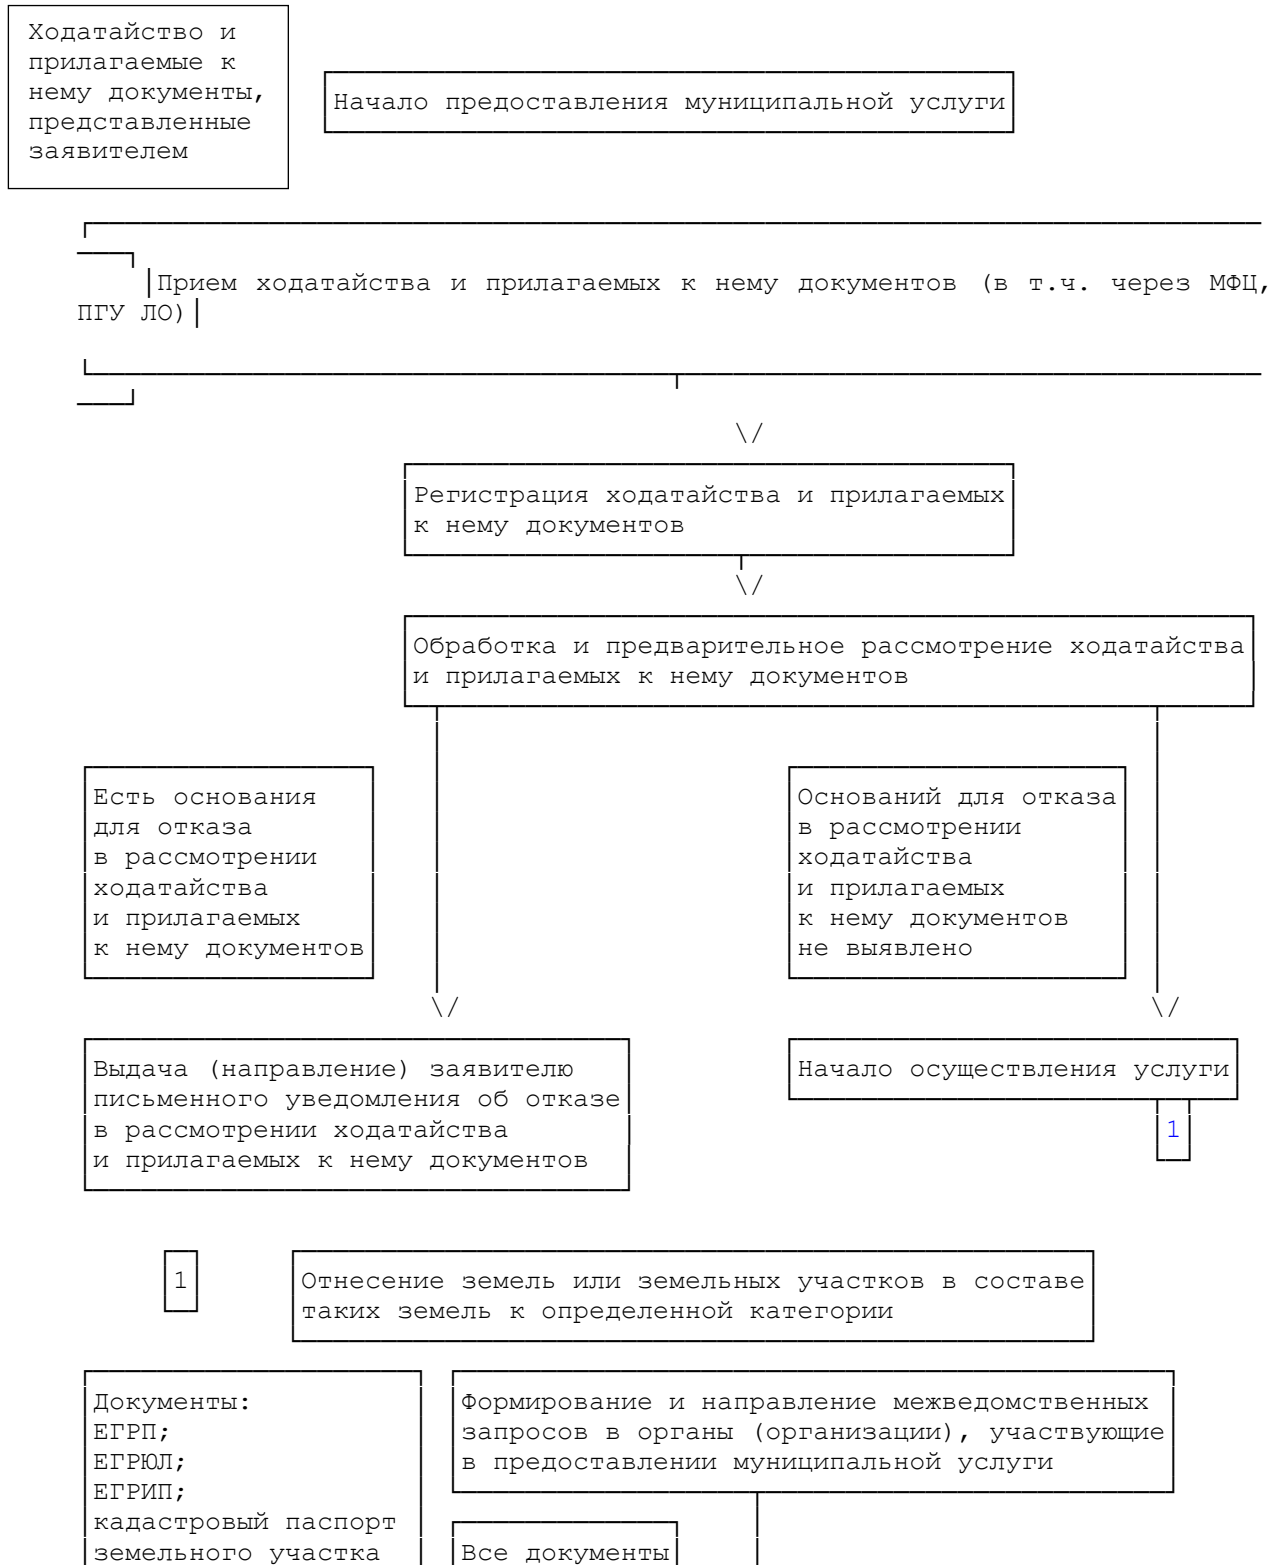 Ходатайство и
прилагаемые к
нему документы,
представленные
заявителем
Начало предоставления муниципальной услуги
Прием ходатайства и прилагаемых к нему документов (в т.ч. через МФЦ,
ПГУ ЛО)
\/
Регистрация ходатайства и прилагаемых
к нему документов
\/
Обработка и предварительное рассмотрение ходатайства
и прилагаемых к нему документов
Есть основания
для отказа
в рассмотрении
ходатайства
и прилагаемых
к нему документов
Оснований для отказа
в рассмотрении
ходатайства
и прилагаемых
к нему документов
не выявлено
\/
\/
Выдача (направление) заявителю
письменного уведомления об отказе
в рассмотрении ходатайства
и прилагаемых к нему документов
Начало осуществления услуги
1
1
Отнесение земель или земельных участков в составе
таких земель к определенной категории
Документы:
ЕГРП;
ЕГРЮЛ;
ЕГРИП;
кадастровый паспорт
земельного участка
Формирование и направление межведомственных
запросов в органы (организации), участвующие
в предоставлении муниципальной услуги
Все документы